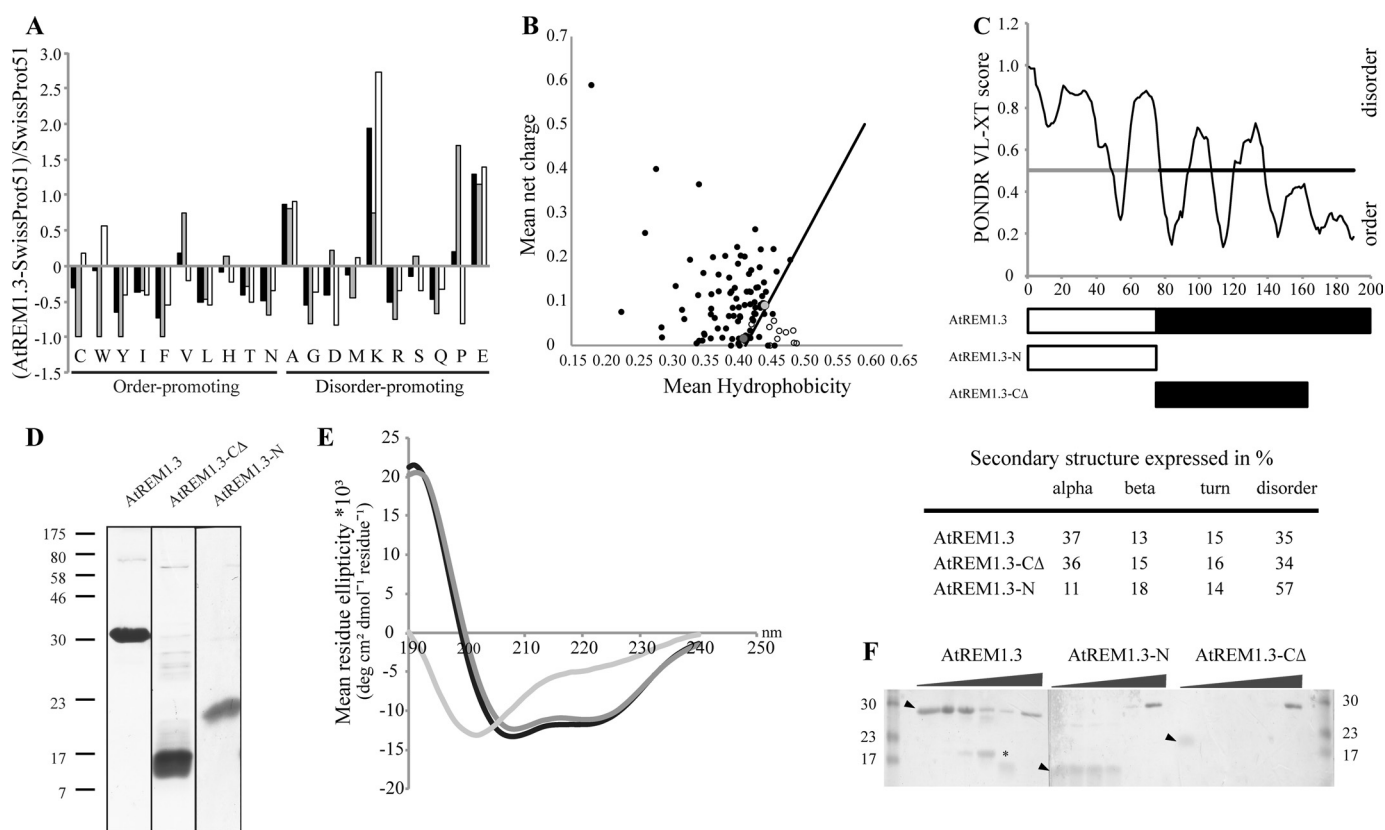 A
(AtREM1.3-SwissProt51)/SwissProt51
3.0
2.5
2.0
1.5
1.0
0.5
0
-0.5
-1.0
-1.5
C W Y I F V L H T N A G D M K R S Q P E
Order-promoting
Disorder-promoting
B
Mean net charge
0.7
0.6
0.5
0.4
0.3
0.2
0.1
0
0.15 0.20 0.25 0.30 0.35 0.40 0.45 0.50 0.55 0.60 0.65
Mean Hydrophobicity
C
PONDR VL-XT score
1.2
1.0
0.8
0.6
0.4
0.2
0
disorder
order
0 20 40 60 80 100 120 140 160 180 200
AtREM1.3
AtREM1.3-N
AtREM1.3-CΔ
D
AtREM1.3
AtREM1.3-CΔ
AtREM1.3-N
175
80
58
46
30
23
17
7
E
Mean residue ellipticity *10³
(deg cm² dmol⁻¹ residue⁻¹)
25
20
15
10
5
0
-5
-10
-15
-20
190 200 210 220 230 240 250
nm
Secondary structure expressed in %
alpha beta turn disorder
AtREM1.3 37 13 15 35
AtREM1.3-CΔ 36 15 16 34
AtREM1.3-N 11 18 14 57
F
AtREM1.3 AtREM1.3-N AtREM1.3-CΔ
30
23
17
*
30
23
17